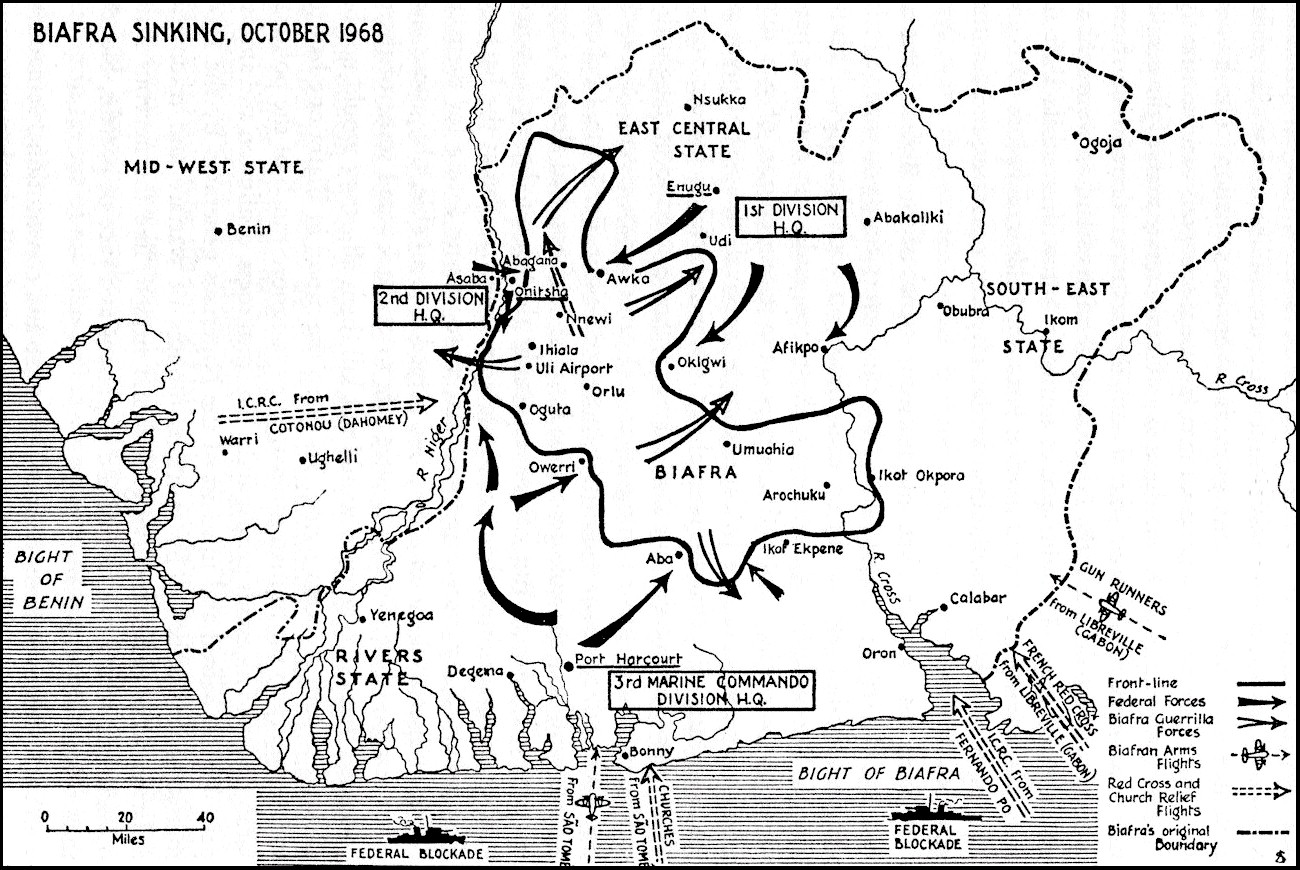 BIAFRA SINKING, OCTOBER 1968
MID-WEST STATE
Benin
Nsukka
EAST CENTRAL
STATE
Enugu
1st DIVISION
H.Q.
Udi
Abakaliki
Ogoja
Abagana
Asaba
Onitsha
Awka
2nd DIVISION
H.Q.
Nnewi
SOUTH-EAST
STATE
Obubra
Ikom
Afikpo
R Cross
Ihiala
Uli Airport
Orlu
Okigwi
Oguta
I.C.R.C. From
COTONOU (DAHOMEY)
Warri
Ughelli
R Niger
Owerri
Umuahia
BIAFRA
Arochuku
Ikot Okpora
Aba
Ikot Ekpene
R Cross
BIGHT
OF
BENIN
Yenegoa
RIVERS
STATE
Degema
Port Harcourt
3rd MARINE COMMANDO
DIVISION H.Q.
Calabar
Oron
GUN RUNNERS
from LIBREVILLE
(GABON)
FRENCH RED CROSS
from LIBREVILLE (GABON)
I.C.R.C. from
FERNANDO PO
Bonny
BIGHT OF BIAFRA
From SÃO TOMÉ
CHURCHES
from SÃO TOMÉ
FEDERAL BLOCKADE
FEDERAL
BLOCKADE
0 20 40
Miles
Front-line
Federal Forces
Biafra Guerrilla
Forces
Biafran Arms
Flights
Red Cross and
Church Relief
Flights
Biafra's original
Boundary